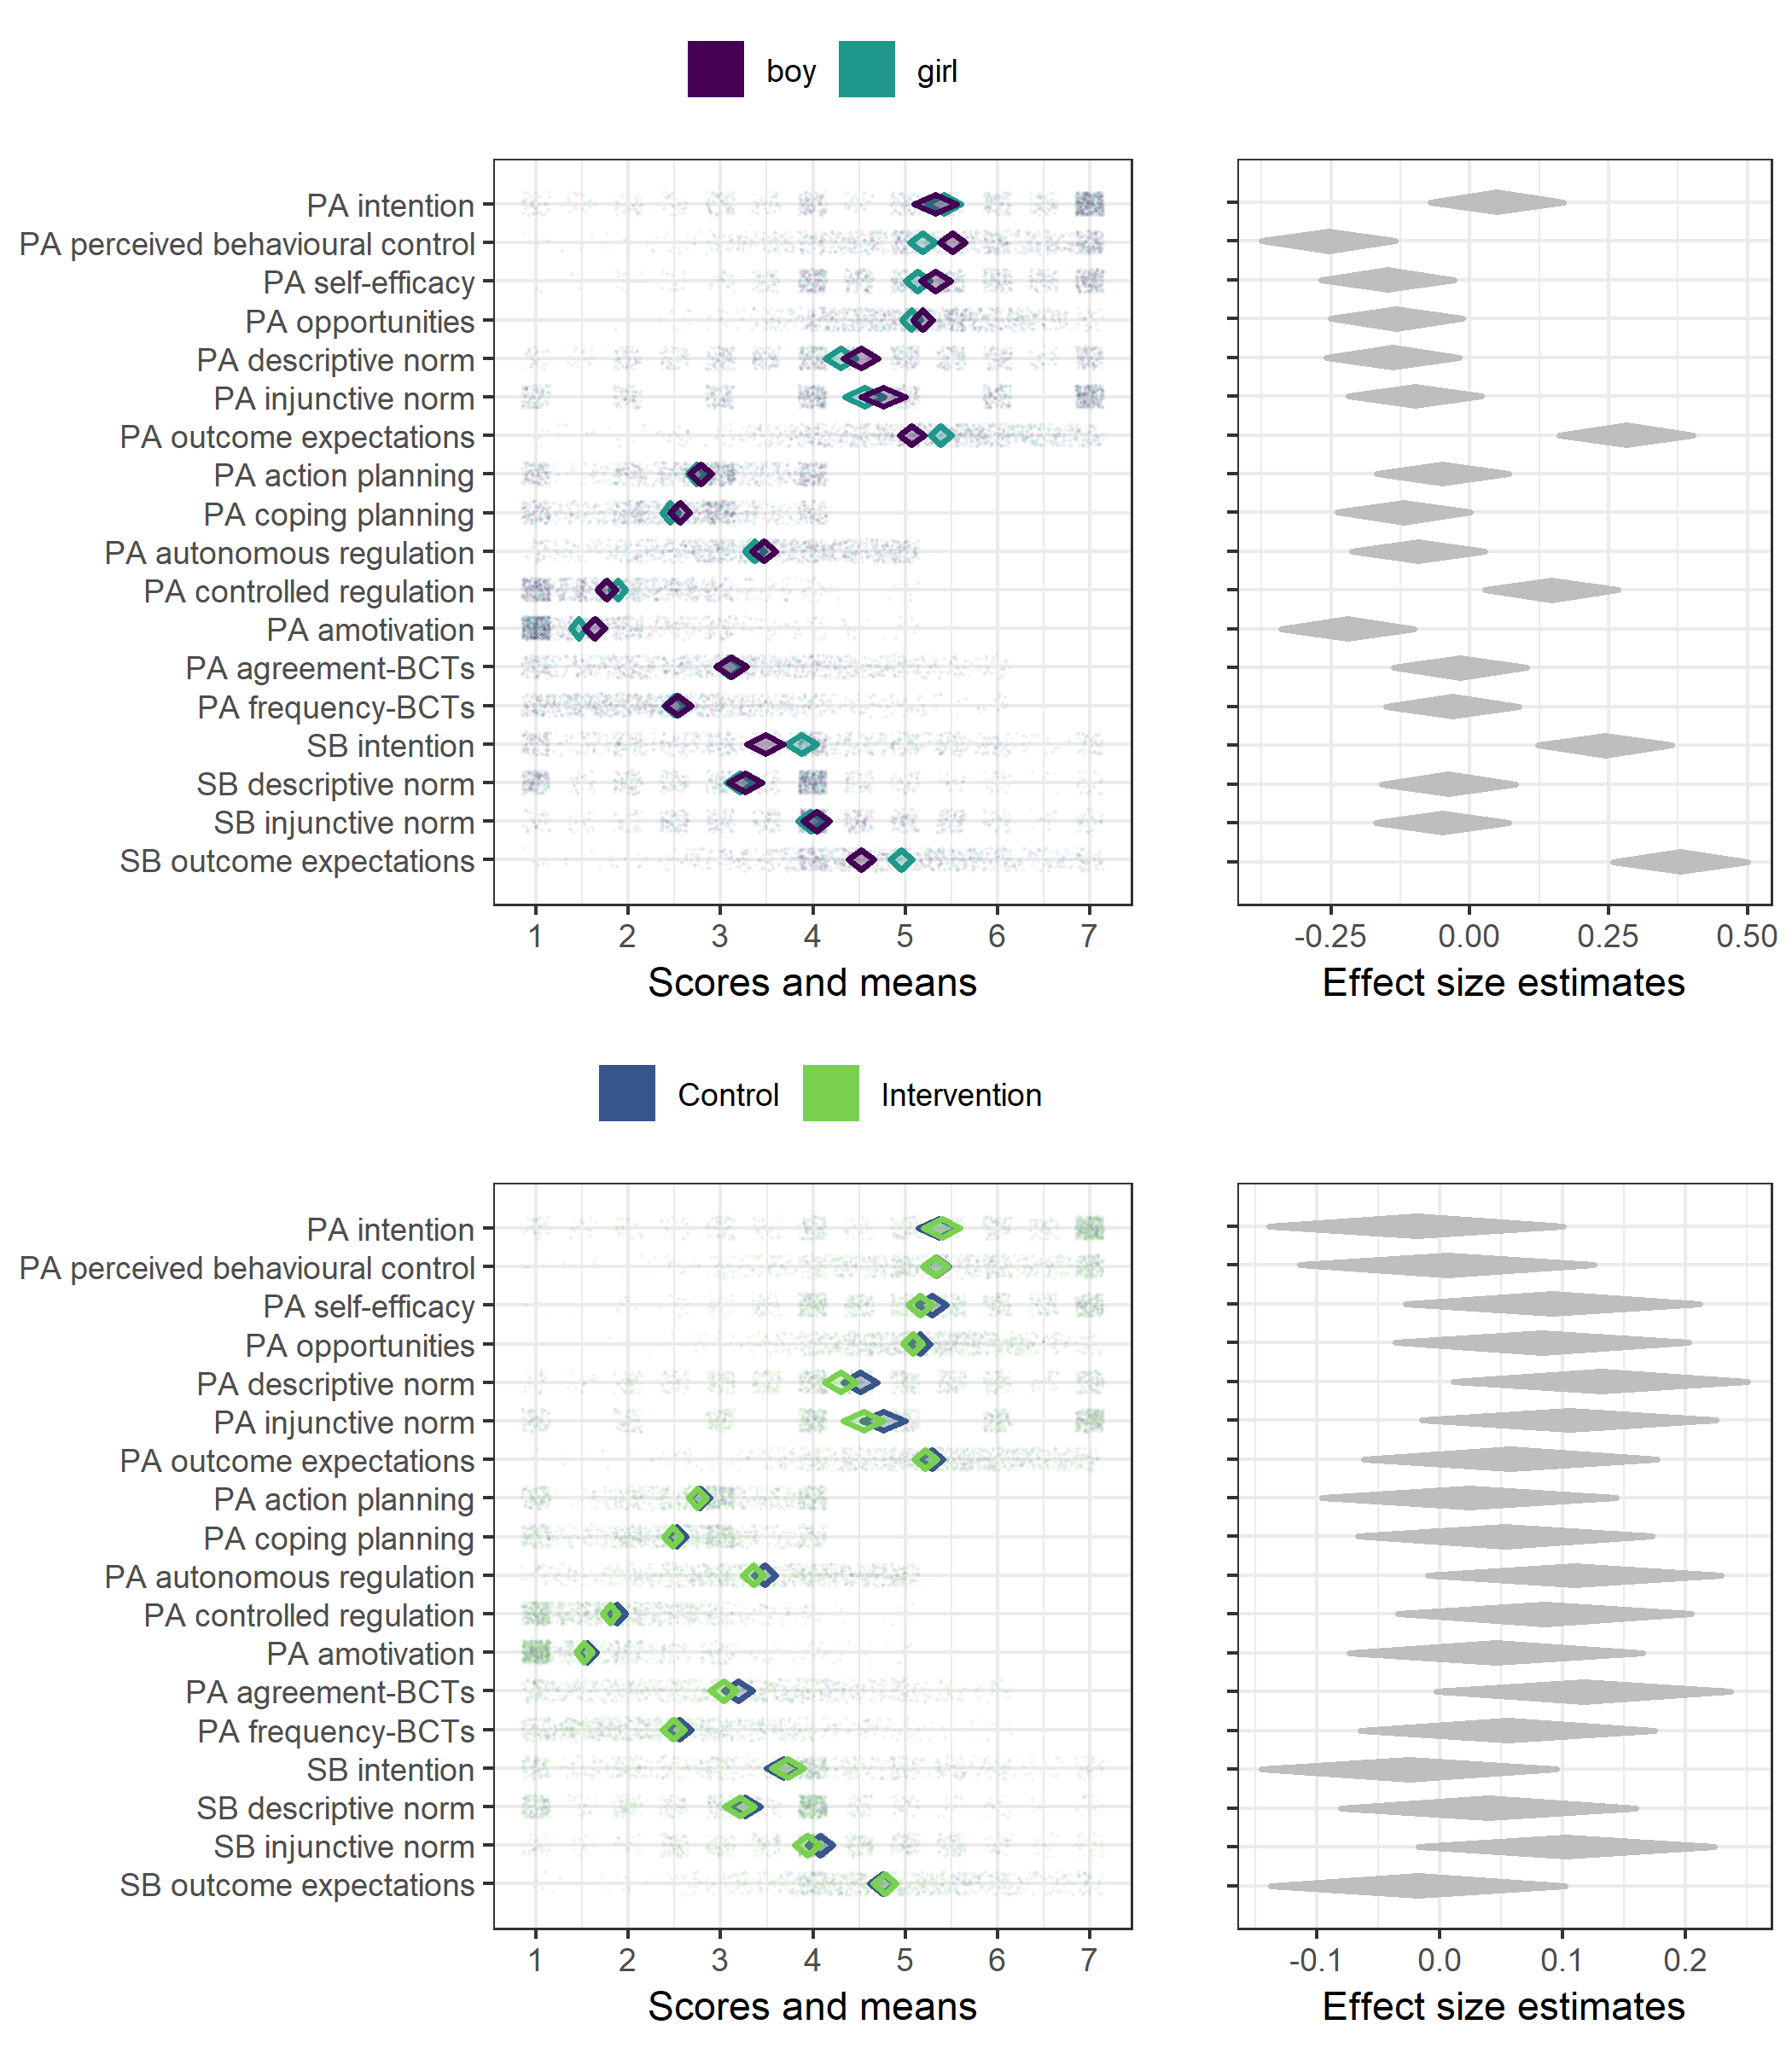 boy girl
PA intention
PA perceived behavioural control
PA self-efficacy
PA opportunities
PA descriptive norm
PA injunctive norm
PA outcome expectations
PA action planning
PA coping planning
PA autonomous regulation
PA controlled regulation
PA amotivation
PA agreement-BCTs
PA frequency-BCTs
SB intention
SB descriptive norm
SB injunctive norm
SB outcome expectations
1 2 3 4 5 6 7
Scores and means
-0.25 0.00 0.25 0.50
Effect size estimates
Control Intervention
PA intention
PA perceived behavioural control
PA self-efficacy
PA opportunities
PA descriptive norm
PA injunctive norm
PA outcome expectations
PA action planning
PA coping planning
PA autonomous regulation
PA controlled regulation
PA amotivation
PA agreement-BCTs
PA frequency-BCTs
SB intention
SB descriptive norm
SB injunctive norm
SB outcome expectations
1 2 3 4 5 6 7
Scores and means
-0.1 0.0 0.1 0.2
Effect size estimates